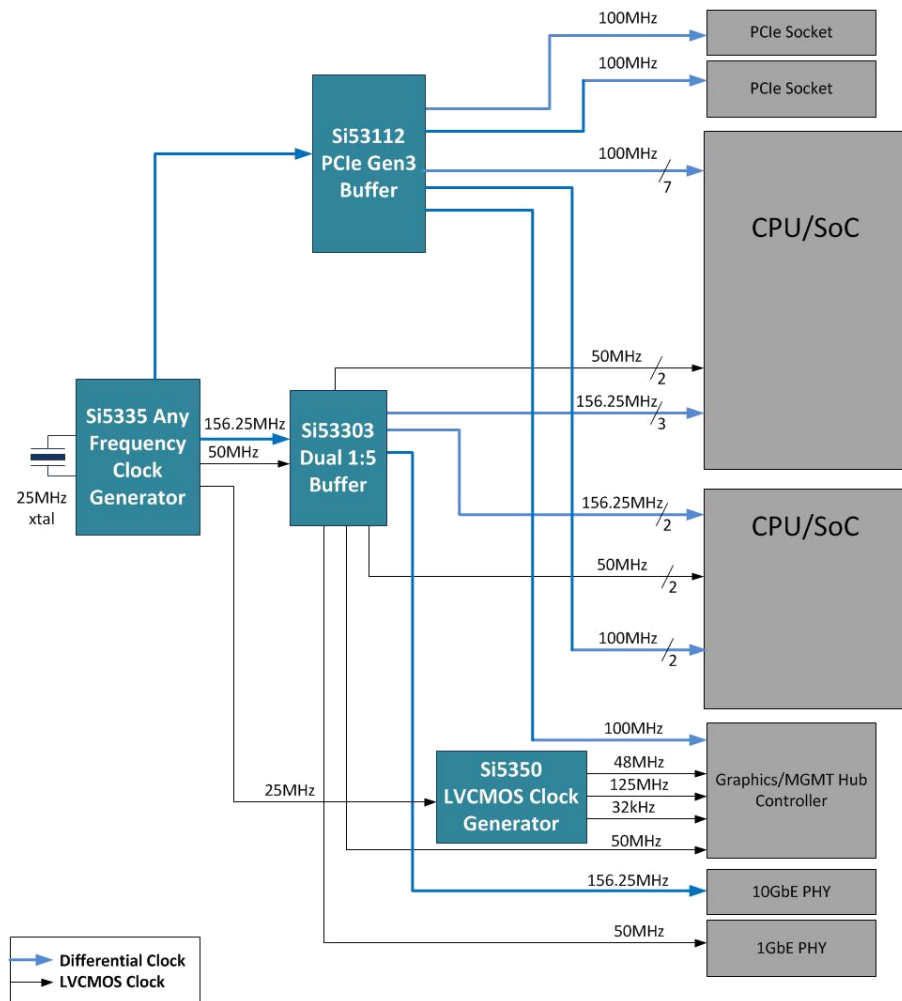 100MHz
PCIe Socket
100MHz
PCIe Socket
Si53112
PCIe Gen3
Buffer
100MHz
7
CPU/SoC
50MHz
2
156.25MHz
3
Si5335 Any
Frequency
Clock
Generator
25MHz
xtal
156.25MHz
50MHz
Si53303
Dual 1:5
Buffer
156.25MHz
2
CPU/SoC
50MHz
2
100MHz
2
100MHz
25MHz
Si5350
LVCMOS Clock
Generator
48MHz
125MHz
32kHz
50MHz
Graphics/MGMT Hub
Controller
156.25MHz
10GbE PHY
50MHz
1GbE PHY
Differential Clock
LVCMOS Clock